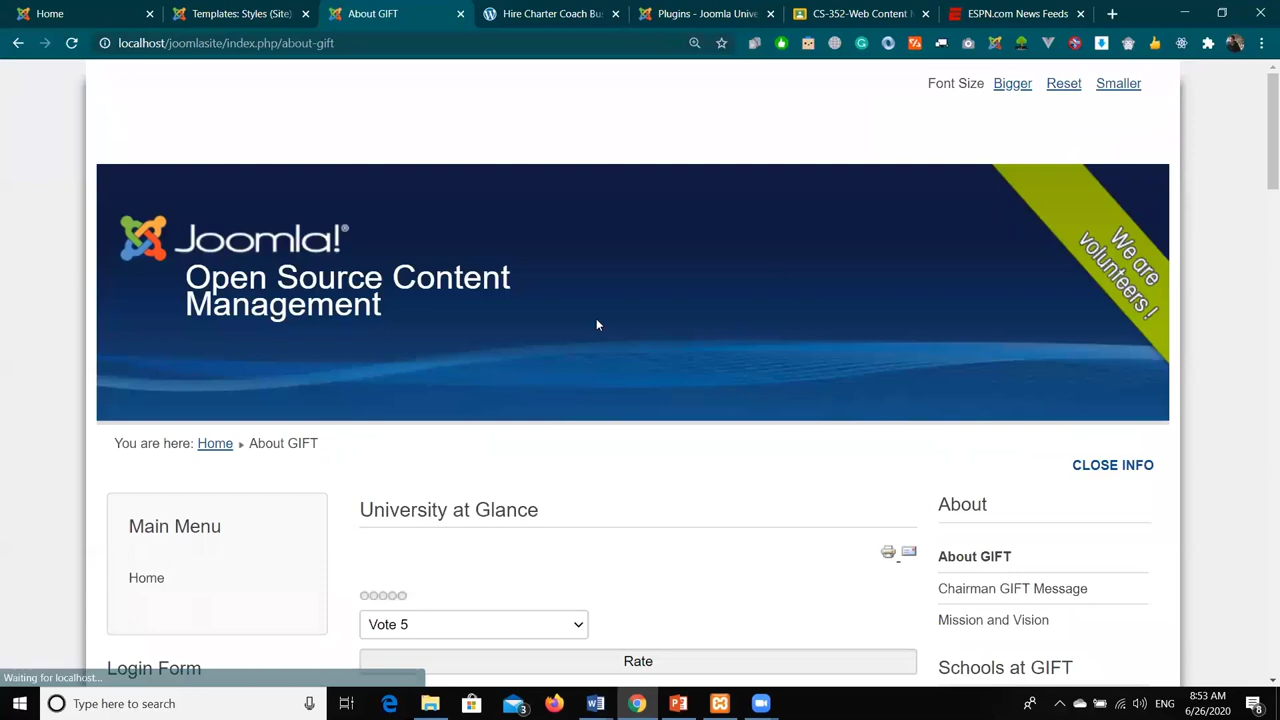 Home
Templates: Styles (Site)
About GIFT
Hire Charter Coach Bu
Plugins - Joomla Unive
CS-352-Web Content
ESPN.com News Feeds
localhost/joomlasite/index.php/about-gift
Font Size Bigger Reset Smaller
Joomla!®
Open Source Content
Management
We are
volunteers !
You are here: Home About GIFT
CLOSE INFO
Main Menu
Home
Login Form
University at Glance
Vote 5
Rate
About
About GIFT
Chairman GIFT Message
Mission and Vision
Schools at GIFT
Waiting for localhost...
Type here to search
3
8:53 AM
6/26/2020
8